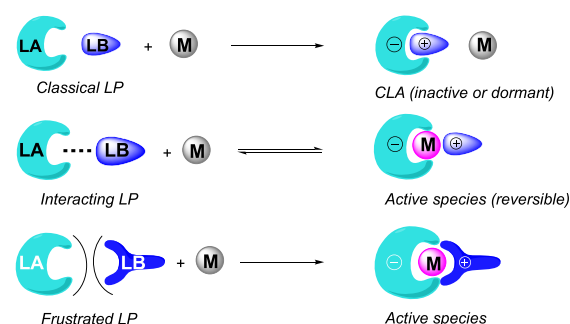 LA LB + M ⊖ ⊕ M
Classical LP CLA (inactive or dormant)
LA LB + M ⊖ M ⊕
Interacting LP Active species (reversible)
LA LB + M ⊖ M ⊕
Frustrated LP Active species